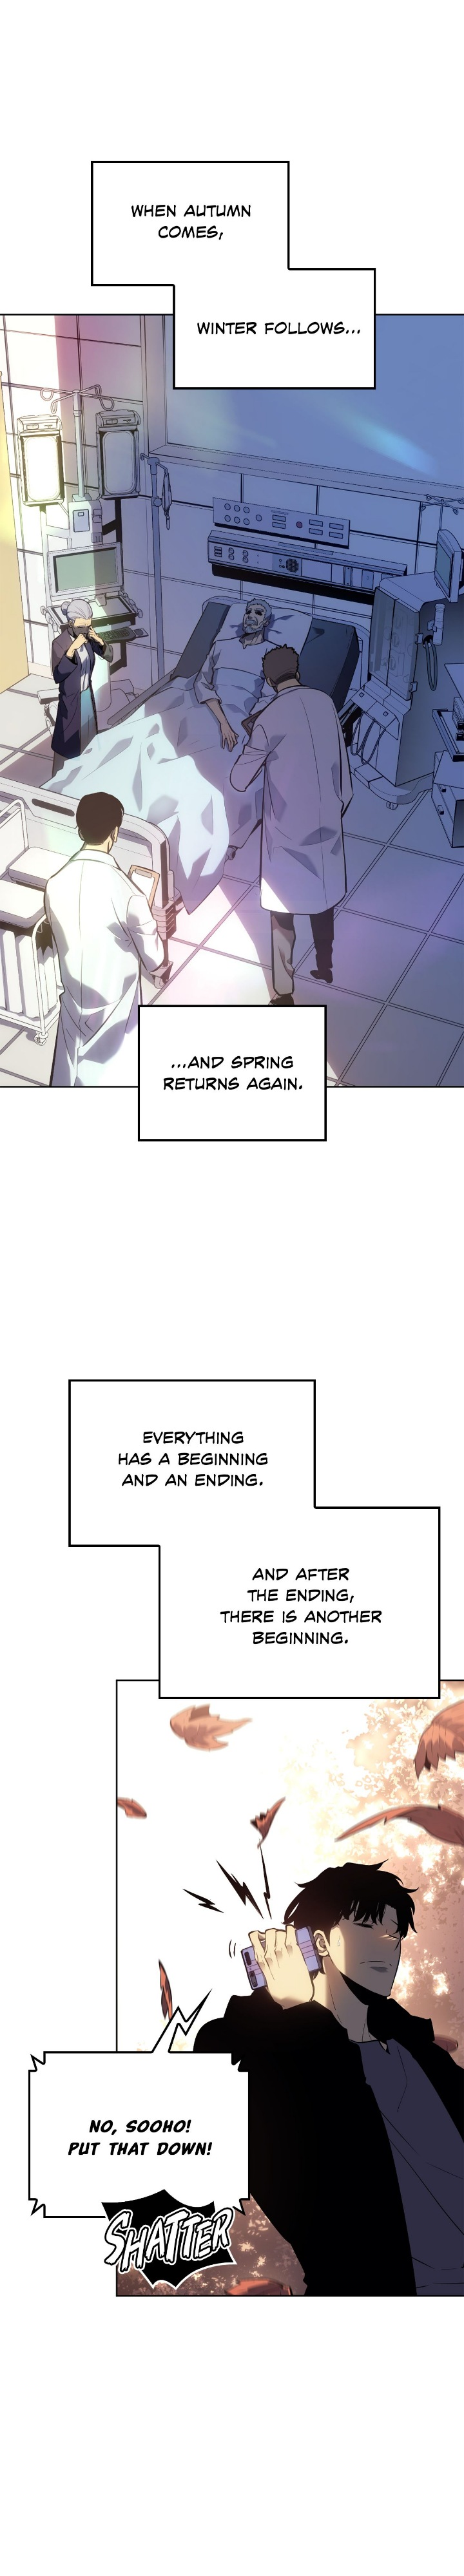 WHEN AUTUMN
COMES,
WINTER FOLLOWS...
...AND SPRING
RETURNS AGAIN.
EVERYTHING
HAS A BEGINNING
AND AN ENDING.
AND AFTER
THE ENDING,
THERE IS ANOTHER
BEGINNING.
NO, SOOHO!
PUT THAT DOWN!
SHATTER